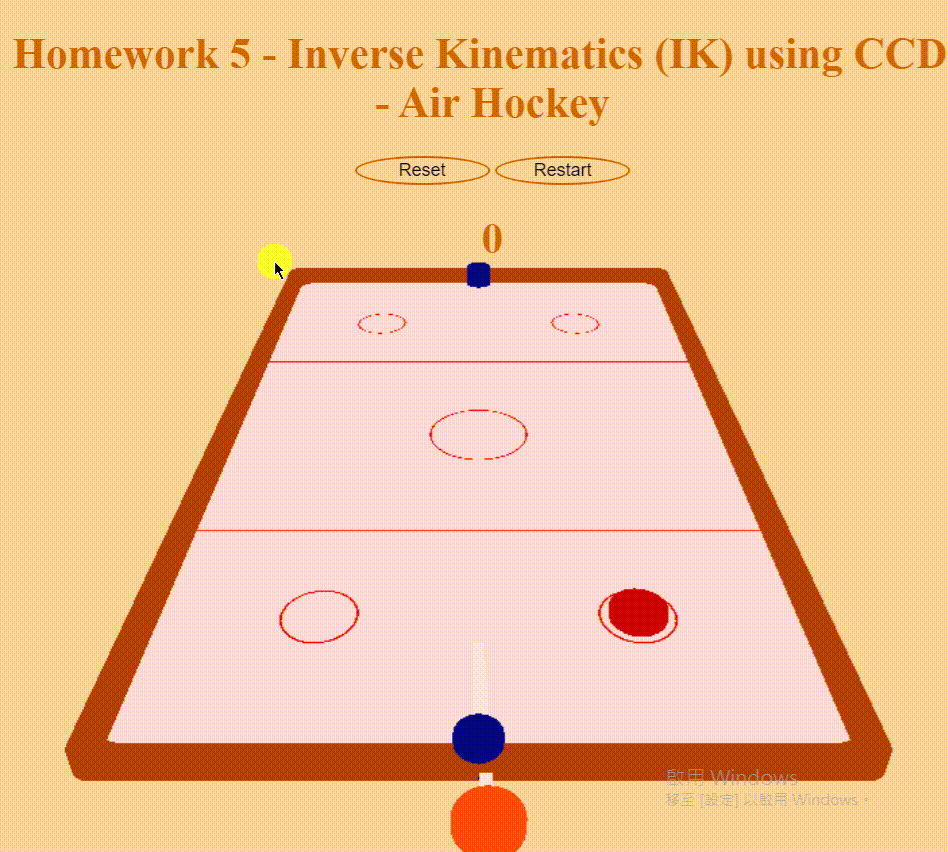 Homework 5 - Inverse Kinematics (IK) using CCD
- Air Hockey
Reset Restart
0
啟用 Windows
移至 [設定] 以啟用 Windows。